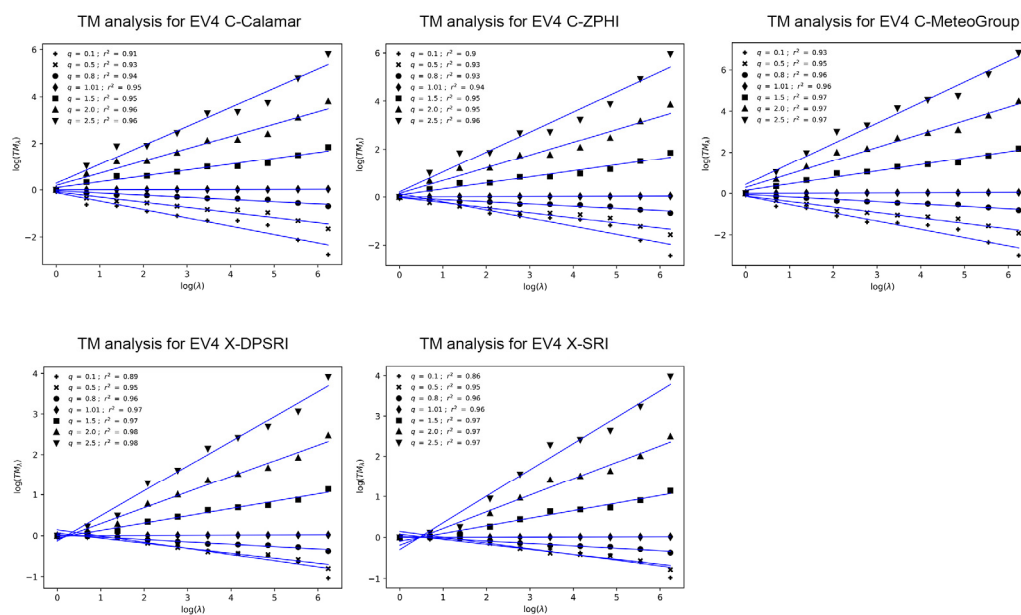 TM analysis for EV4 C-Calamar
6
4
2
0
−2
log(TMλ)
q = 0.1 ; r² = 0.91
q = 0.5 ; r² = 0.93
q = 0.8 ; r² = 0.94
q = 1.01 ; r² = 0.95
q = 1.5 ; r² = 0.95
q = 2.0 ; r² = 0.96
q = 2.5 ; r² = 0.96
0 1 2 3 4 5 6
log(λ)
TM analysis for EV4 C-ZPHI
6
4
2
0
−2
log(TMλ)
q = 0.1 ; r² = 0.9
q = 0.5 ; r² = 0.93
q = 0.8 ; r² = 0.93
q = 1.01 ; r² = 0.94
q = 1.5 ; r² = 0.95
q = 2.0 ; r² = 0.95
q = 2.5 ; r² = 0.96
0 1 2 3 4 5 6
log(λ)
TM analysis for EV4 C-MeteoGroup
6
4
2
0
−2
log(TMλ)
q = 0.1 ; r² = 0.93
q = 0.5 ; r² = 0.95
q = 0.8 ; r² = 0.96
q = 1.01 ; r² = 0.96
q = 1.5 ; r² = 0.97
q = 2.0 ; r² = 0.97
q = 2.5 ; r² = 0.97
0 1 2 3 4 5 6
log(λ)
TM analysis for EV4 X-DPSRI
4
3
2
1
0
−1
log(TMλ)
q = 0.1 ; r² = 0.89
q = 0.5 ; r² = 0.95
q = 0.8 ; r² = 0.96
q = 1.01 ; r² = 0.97
q = 1.5 ; r² = 0.97
q = 2.0 ; r² = 0.98
q = 2.5 ; r² = 0.98
0 1 2 3 4 5 6
log(λ)
TM analysis for EV4 X-SRI
4
3
2
1
0
−1
log(TMλ)
q = 0.1 ; r² = 0.86
q = 0.5 ; r² = 0.95
q = 0.8 ; r² = 0.96
q = 1.01 ; r² = 0.96
q = 1.5 ; r² = 0.97
q = 2.0 ; r² = 0.97
q = 2.5 ; r² = 0.97
0 1 2 3 4 5 6
log(λ)